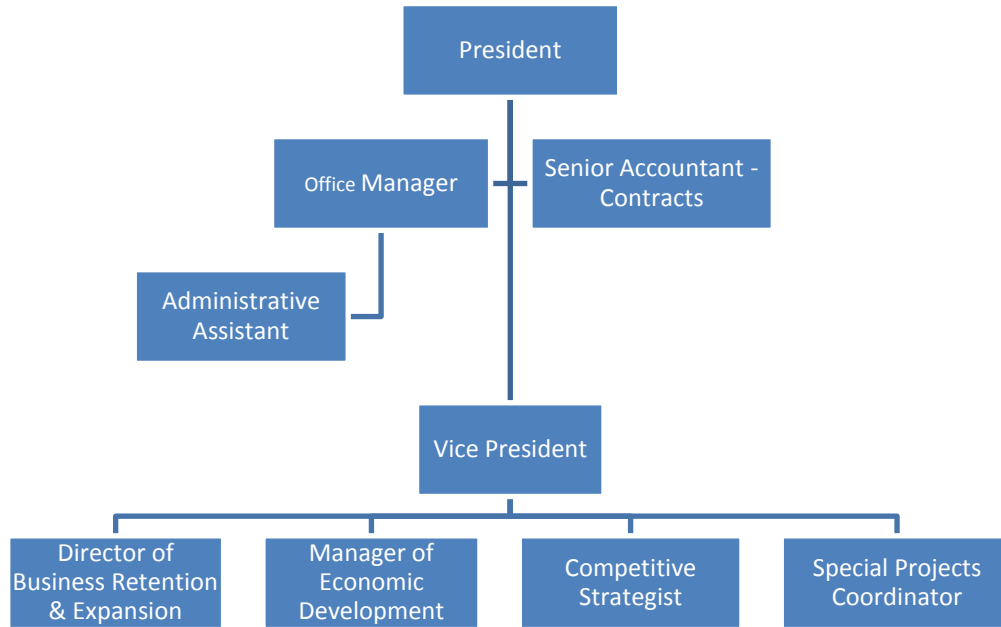 President
Office Manager
Senior Accountant -
Contracts
Administrative
Assistant
Vice President
Director of
Business Retention
& Expansion
Manager of
Economic
Development
Competitive
Strategist
Special Projects
Coordinator